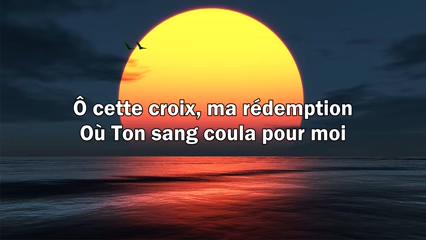 Ô cette croix, ma rédemption
Où Ton sang coula pour moi